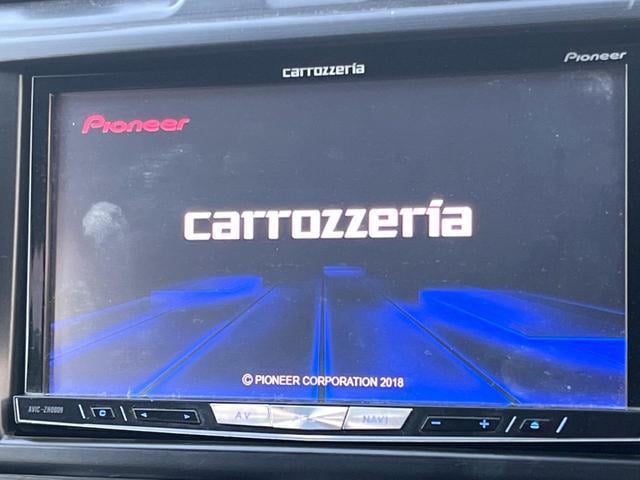 carrozzeria
Pioneer
Pioneer
carrozzeria
© PIONEER CORPORATION 2018
AVIC-ZH0009
AV
NAVI